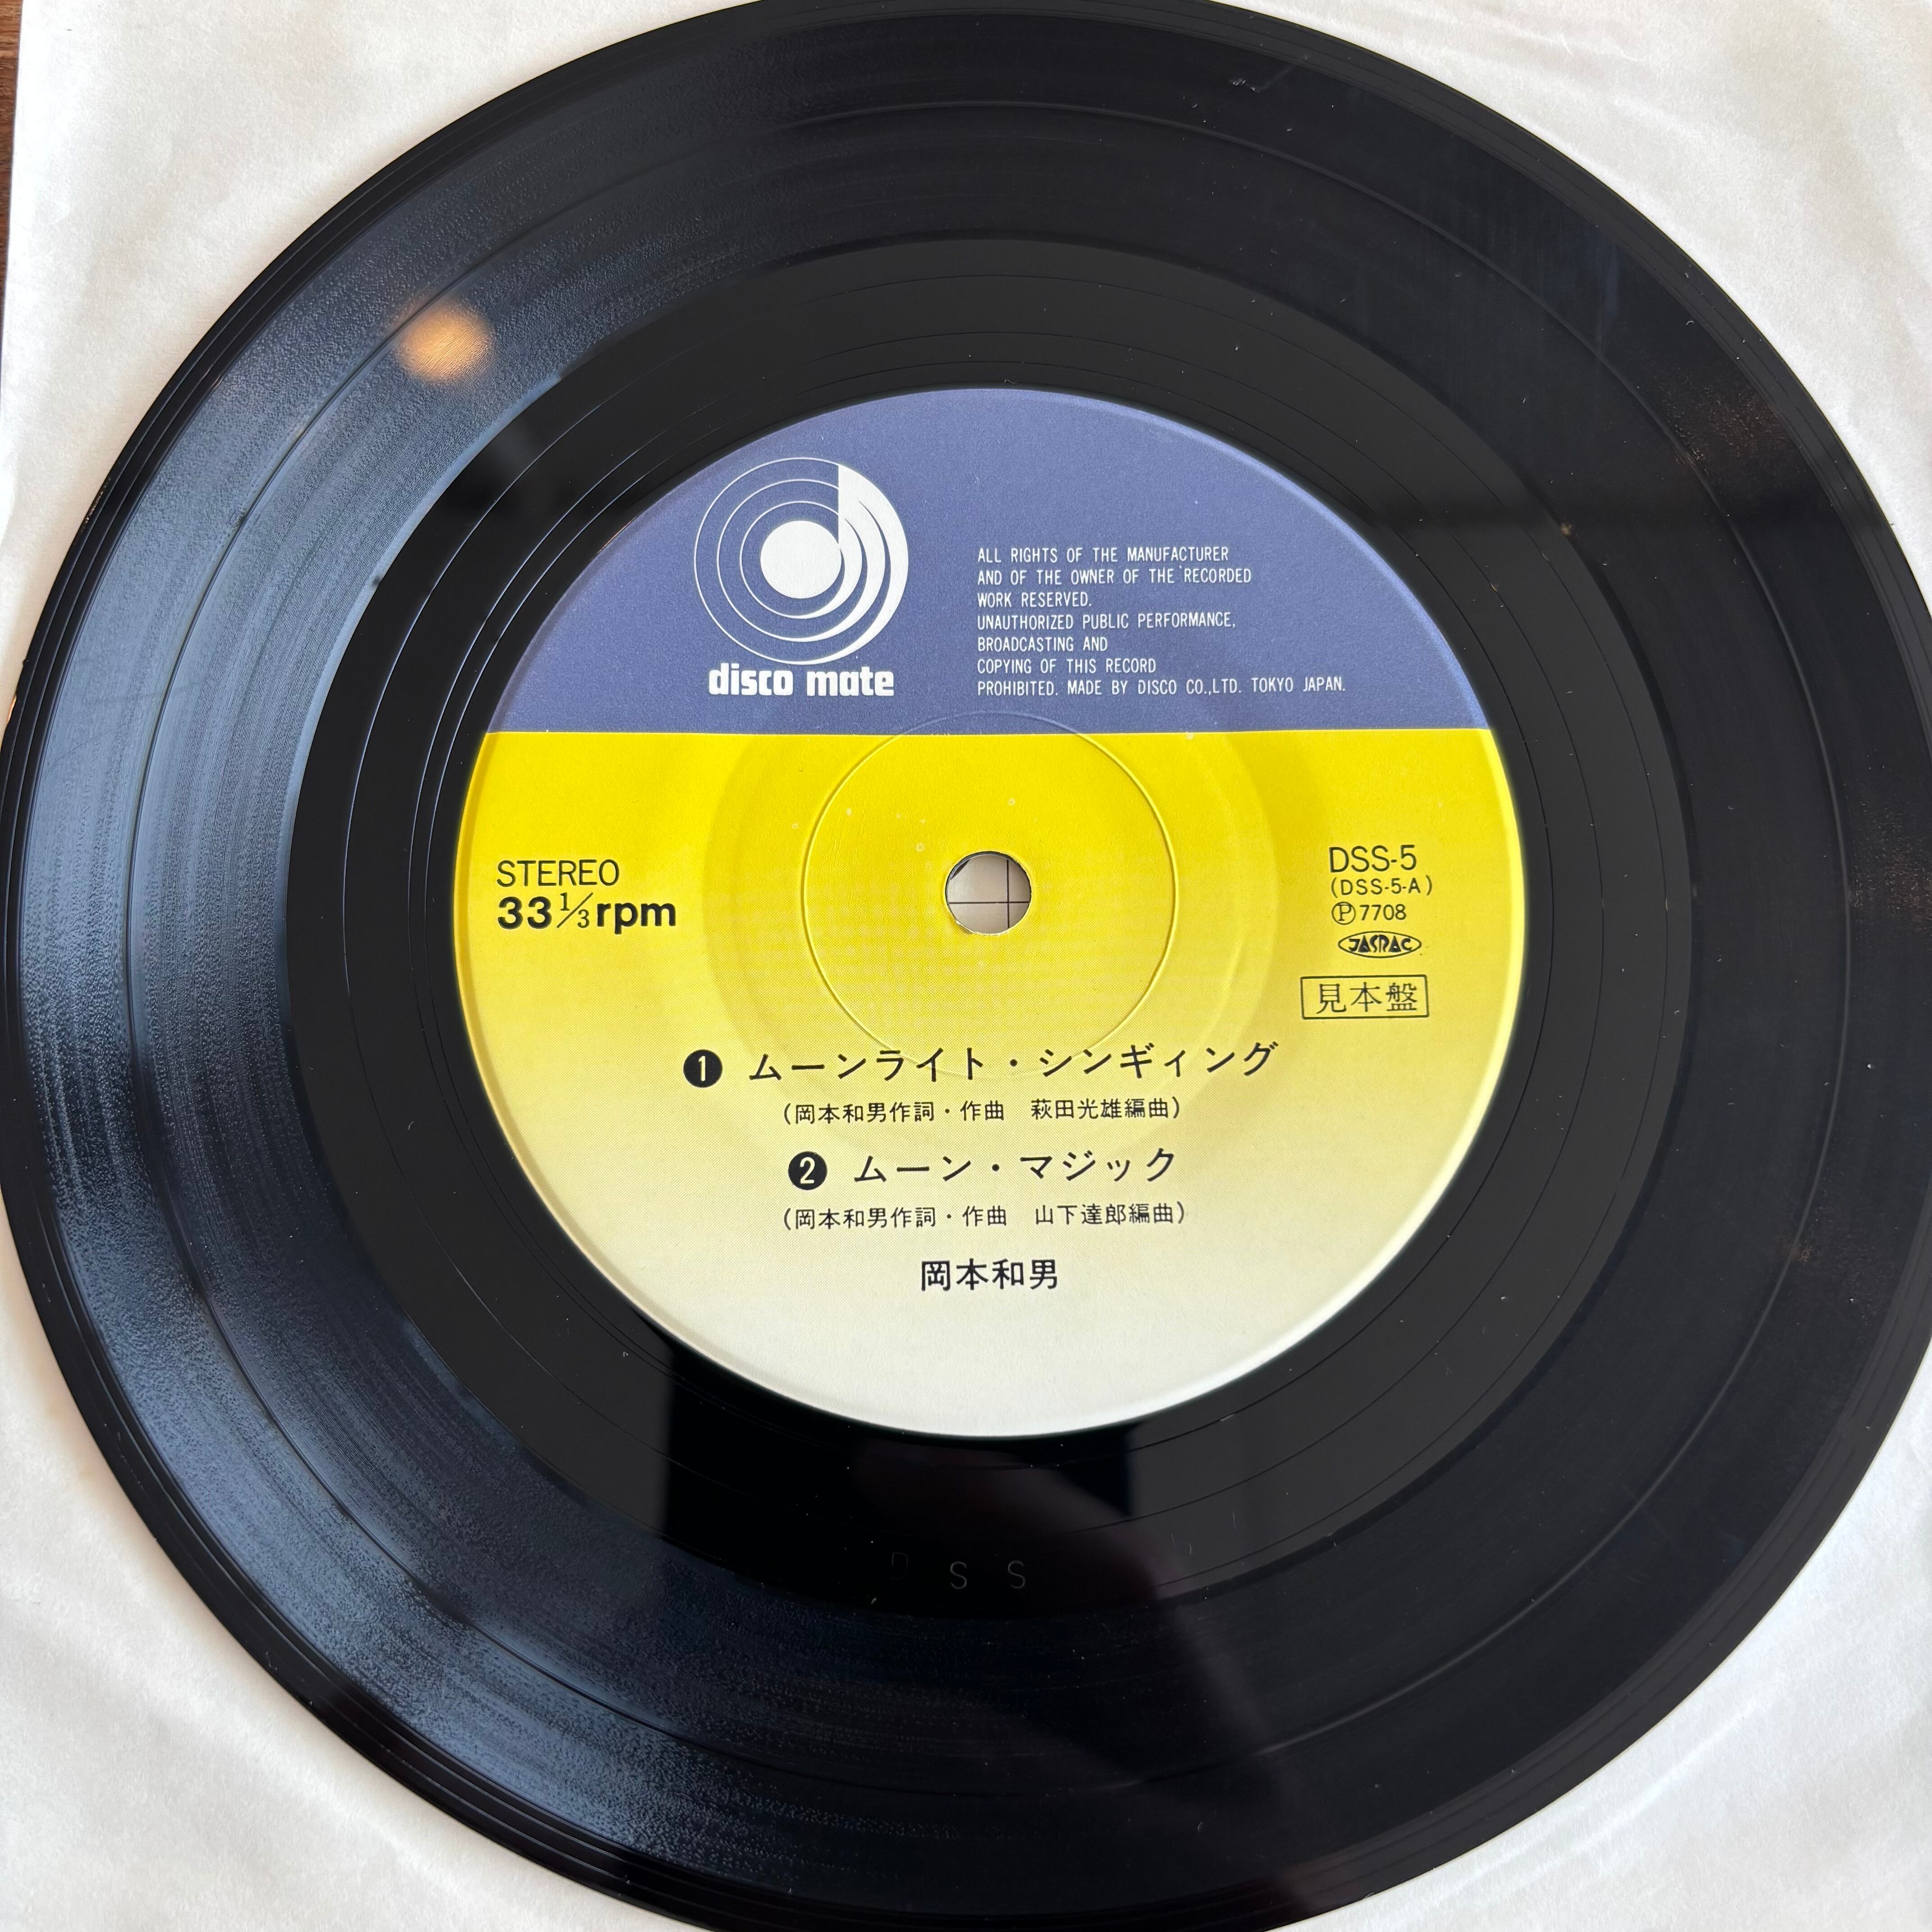 disco mate
ALL RIGHTS OF THE MANUFACTURER
AND OF THE OWNER OF THE RECORDED
WORK RESERVED.
UNAUTHORIZED PUBLIC PERFORMANCE,
BROADCASTING AND
COPYING OF THIS RECORD
PROHIBITED. MADE BY DISCO CO.,LTD. TOKYO JAPAN.
STEREO
33 1/3 rpm
DSS-5
(DSS-5-A)
Ⓟ7708
JASRAC
見本盤
❶ ムーンライト・シンギィング
(岡本和男作詞・作曲 萩田光雄編曲)
❷ ムーン・マジック
(岡本和男作詞・作曲 山下達郎編曲)
岡本和男
D S S